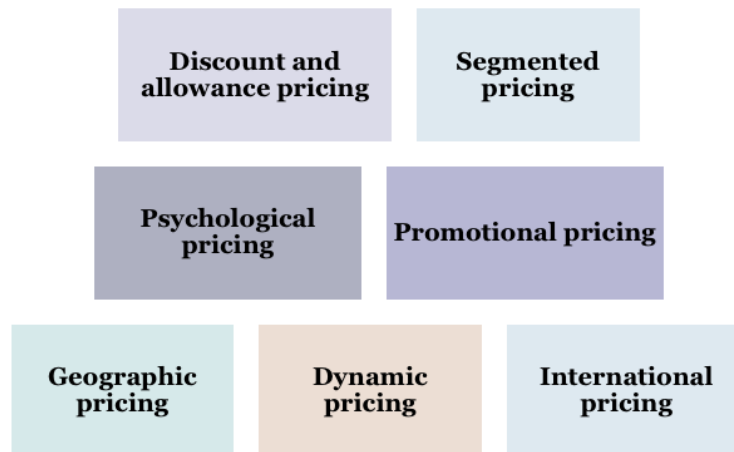 Discount and
allowance pricing
Segmented
pricing
Psychological
pricing
Promotional pricing
Geographic
pricing
Dynamic
pricing
International
pricing